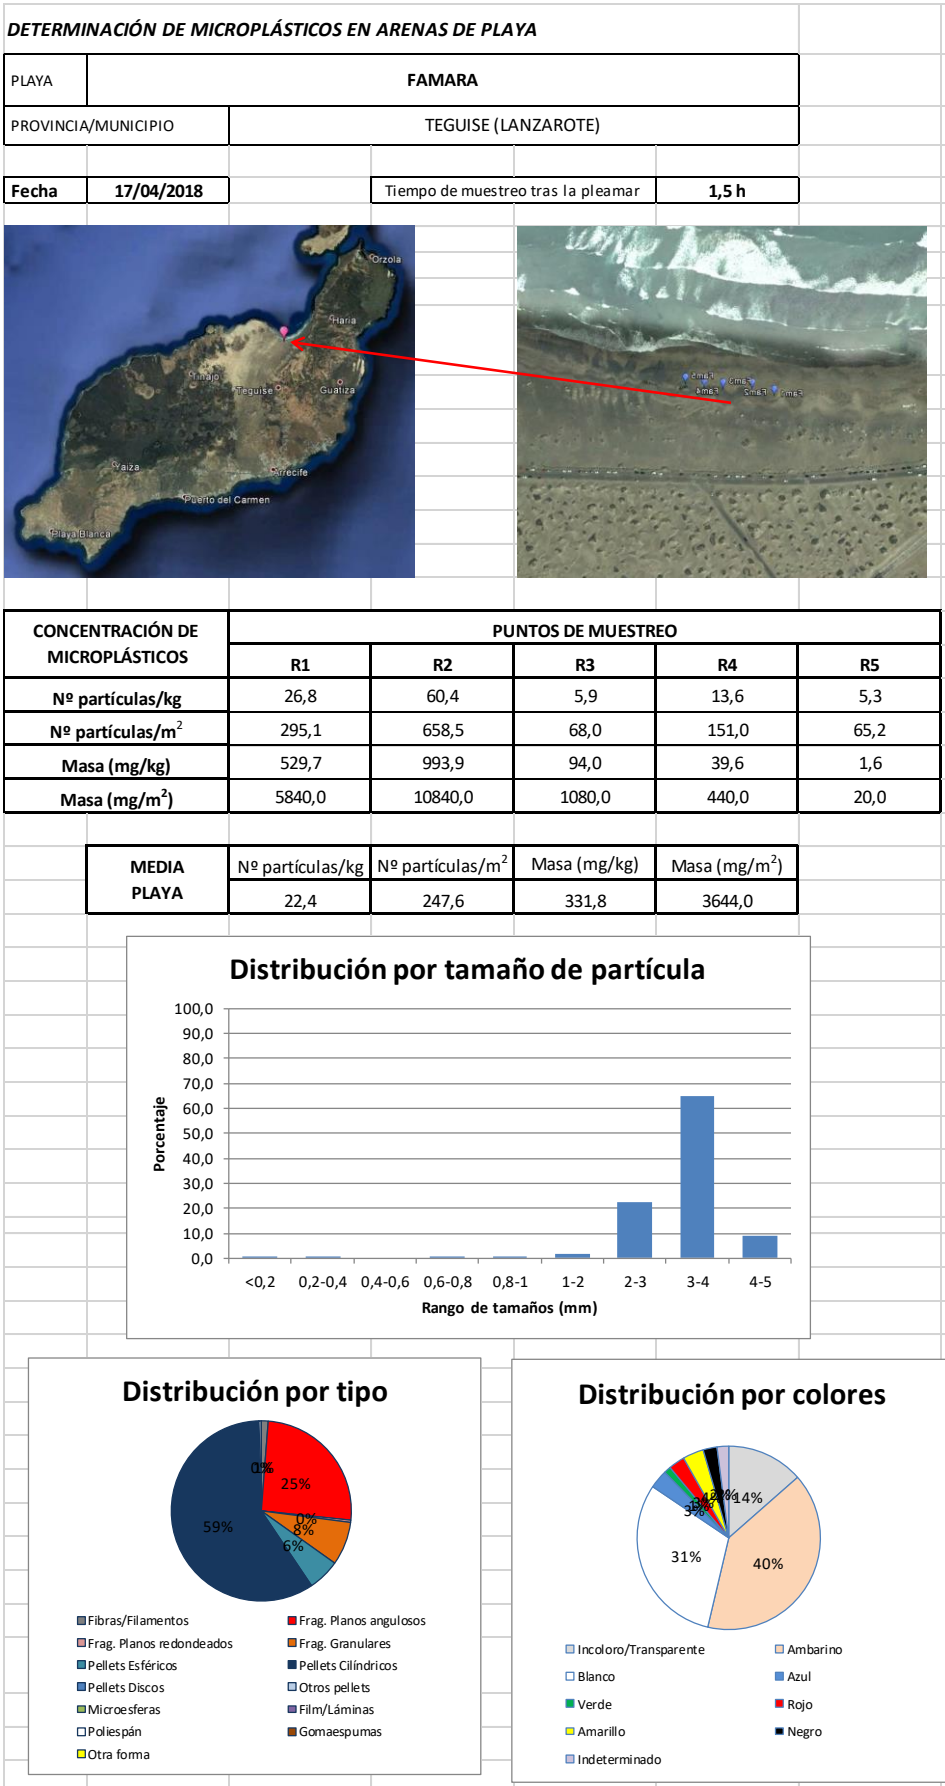 DETERMINACIÓN DE MICROPLÁSTICOS EN ARENAS DE PLAYA
PLAYA FAMARA
PROVINCIA/MUNICIPIO TEGUISE (LANZAROTE)
Fecha 17/04/2018 Tiempo de muestreo tras la pleamar 1,5 h
Orzola
Haria
Tinajo
Teguise
Guatiza
Yaiza
Arrecife
Puerto del Carmen
Playa Blanca
Fam5
Fam4
Fam3
Fam2
Fam1
CONCENTRACIÓN DE MICROPLÁSTICOS PUNTOS DE MUESTREO
R1 R2 R3 R4 R5
Nº partículas/kg 26,8 60,4 5,9 13,6 5,3
Nº partículas/m² 295,1 658,5 68,0 151,0 65,2
Masa (mg/kg) 529,7 993,9 94,0 39,6 1,6
Masa (mg/m²) 5840,0 10840,0 1080,0 440,0 20,0
MEDIA PLAYA Nº partículas/kg Nº partículas/m² Masa (mg/kg) Masa (mg/m²)
22,4 247,6 331,8 3644,0
Distribución por tamaño de partícula
Porcentaje
100,0
90,0
80,0
70,0
60,0
50,0
40,0
30,0
20,0
10,0
0,0
<0,2 0,2-0,4 0,4-0,6 0,6-0,8 0,8-1 1-2 2-3 3-4 4-5
Rango de tamaños (mm)
Distribución por tipo
25%
0%
8%
6%
59%
Fibras/Filamentos Frag. Planos angulosos
Frag. Planos redondeados Frag. Granulares
Pellets Esféricos Pellets Cilíndricos
Pellets Discos Otros pellets
Microesferas Film/Láminas
Poliespán Gomaespumas
Otra forma
Distribución por colores
14%
40%
31%
3%
Incoloro/Transparente Ambarino
Blanco Azul
Verde Rojo
Amarillo Negro
Indeterminado